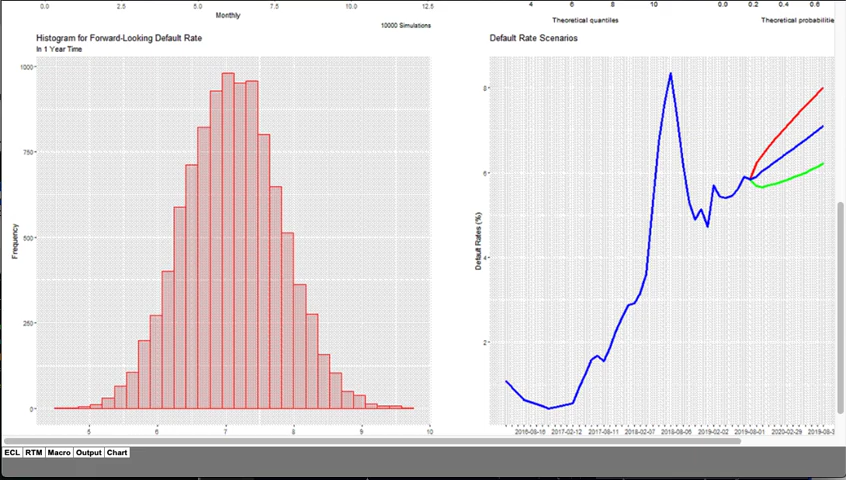 0.0 2.5 5.0 7.5 10.0 12.5
Monthly
10000 Simulations
4 6 8 10
Theoretical quantiles
0.0 0.2 0.4 0.6
Theoretical probabilitie
Histogram for Forward-Looking Default Rate
In 1 Year Time
Frequency
1000
750
500
250
0
5 6 7 8 9 10
Default Rate Scenarios
Default Rates (%)
8
6
4
2
2016-08-16 2017-02-12 2017-08-11 2018-02-07 2018-08-06 2019-02-02 2019-08-01 2020-02-29 2019-08-3
ECL RTM Macro Output Chart